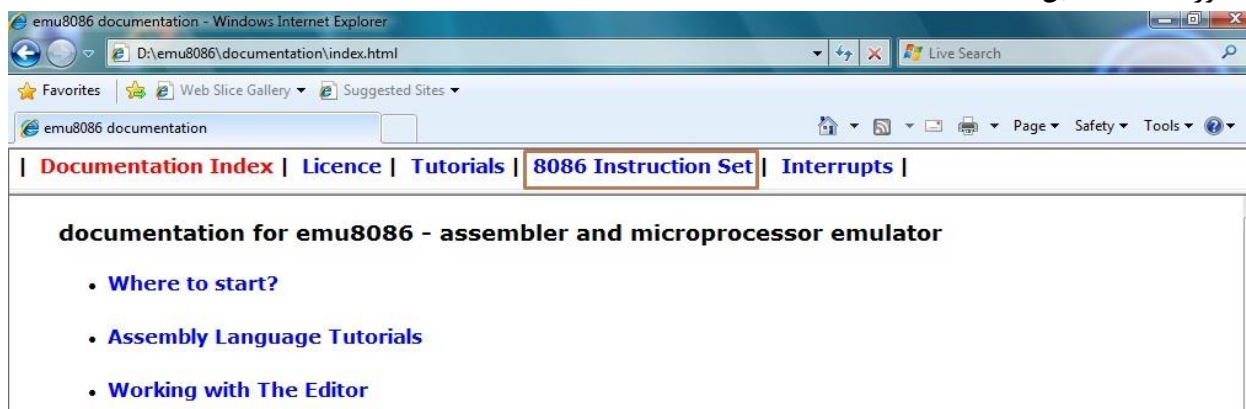 emu8086 documentation - Windows Internet Explorer
D:\emu8086\documentation\index.html Live Search
Favorites Web Slice Gallery Suggested Sites
emu8086 documentation Page Safety Tools
| Documentation Index | Licence | Tutorials | 8086 Instruction Set | Interrupts |
documentation for emu8086 - assembler and microprocessor emulator
• Where to start?
• Assembly Language Tutorials
• Working with The Editor